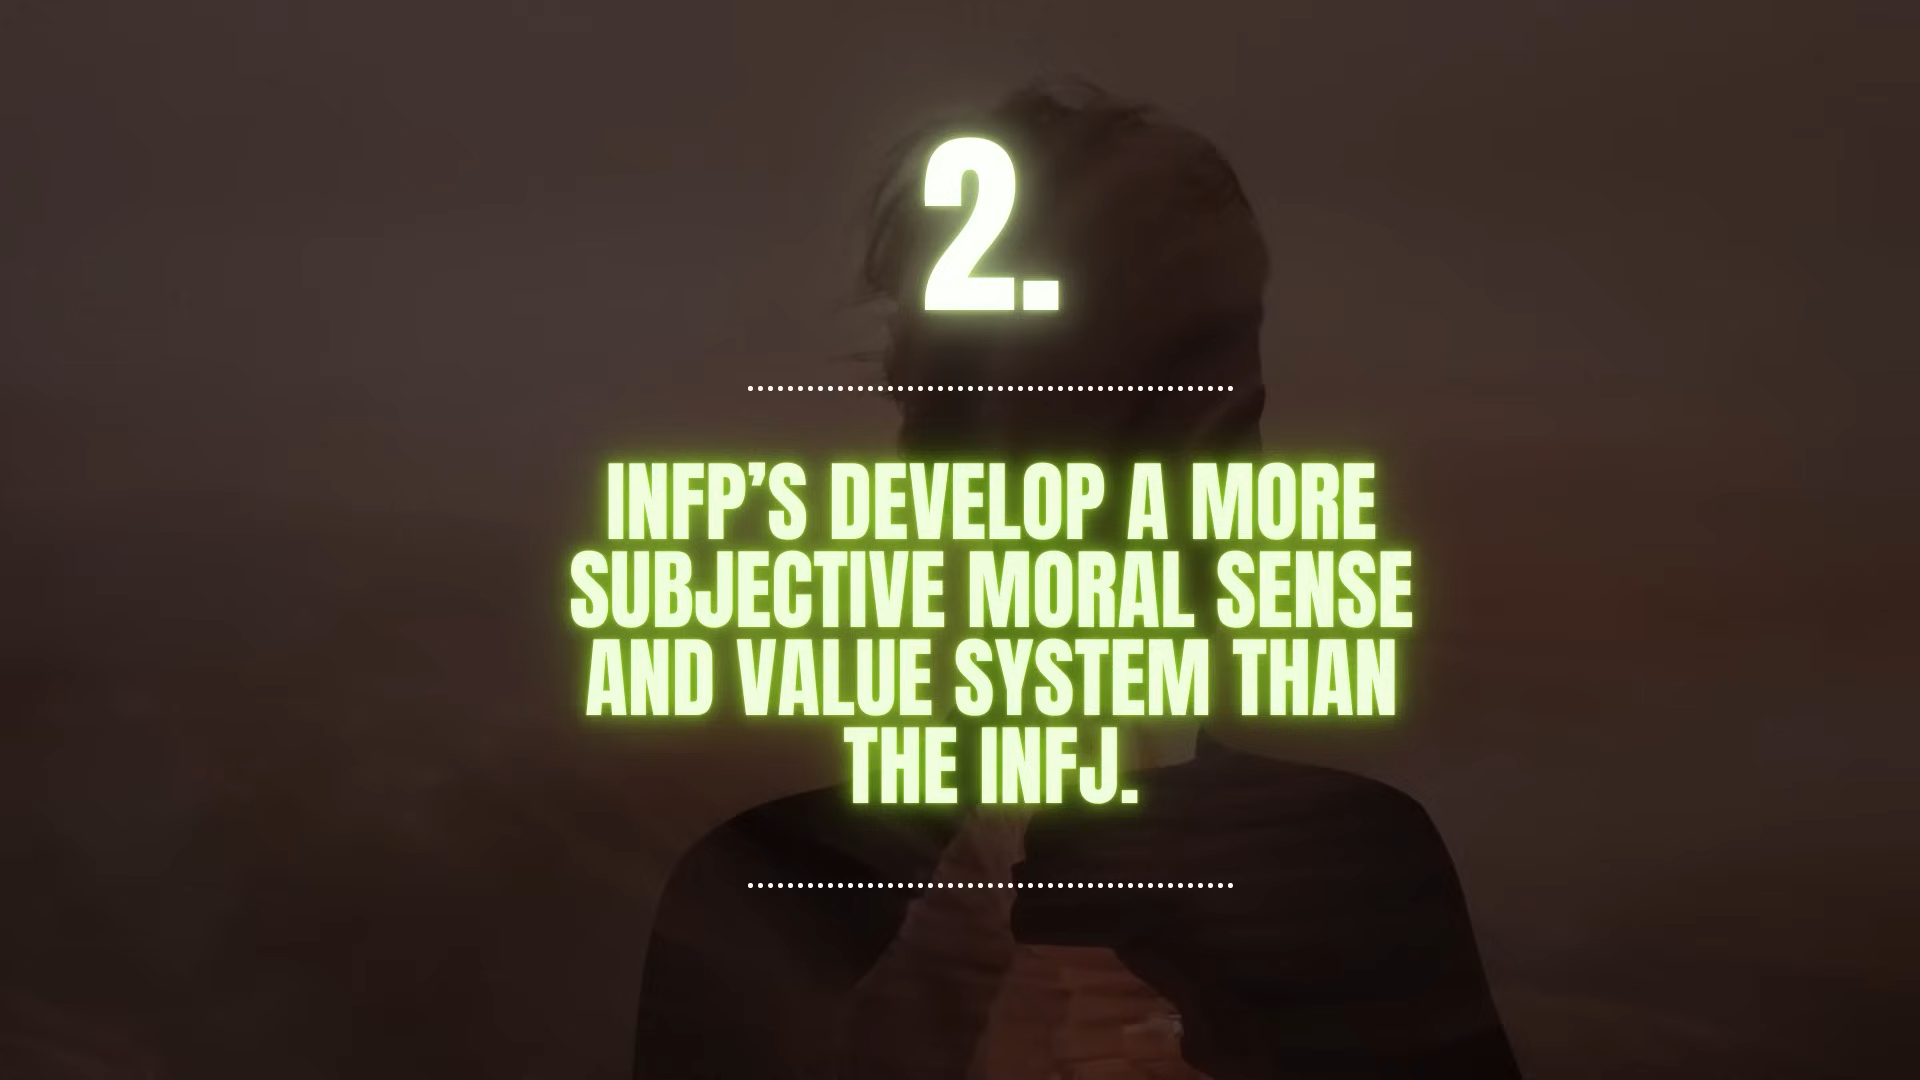 2.
INFP’S DEVELOP A MORE
SUBJECTIVE MORAL SENSE
AND VALUE SYSTEM THAN
THE INFJ.